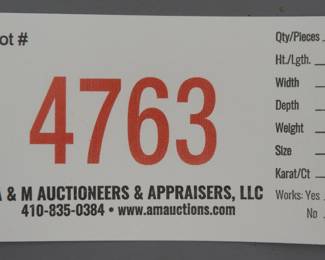 ot #
4763
A & M AUCTIONEERS & APPRAISERS, LLC
410-835-0384 • www.amauctions.com
Qty/Pieces
Ht./Lgth.
Width
Depth
Weight
Size
Karat/Ct
Works: Yes
No